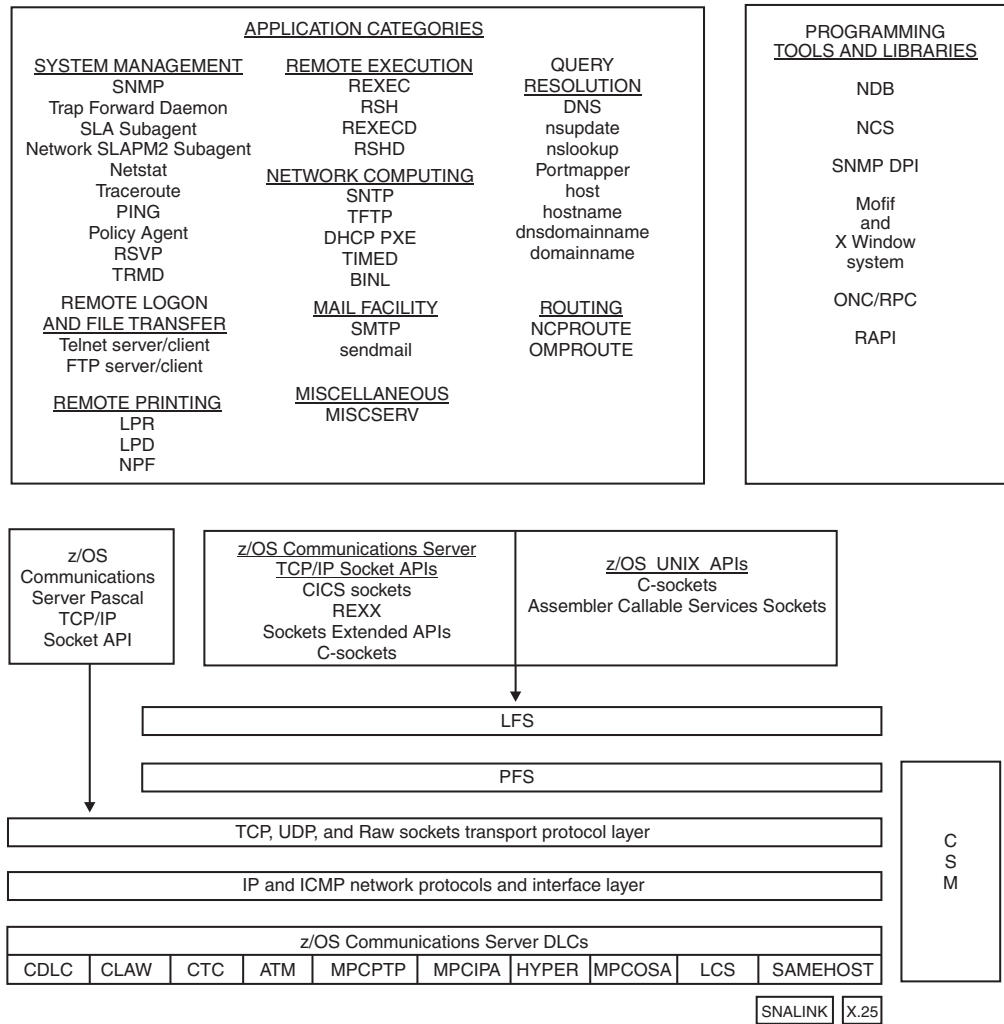 APPLICATION CATEGORIES
SYSTEM MANAGEMENT
SNMP
Trap Forward Daemon
SLA Subagent
Network SLAPM2 Subagent
Netstat
Traceroute
PING
Policy Agent
RSVP
TRMD
REMOTE LOGON
AND FILE TRANSFER
Telnet server/client
FTP server/client
REMOTE PRINTING
LPR
LPD
NPF
REMOTE EXECUTION
REXEC
RSH
REXECD
RSHD
NETWORK COMPUTING
SNTP
TFTP
DHCP PXE
TIMED
BINL
MAIL FACILITY
SMTP
sendmail
MISCELLANEOUS
MISCSERV
QUERY
RESOLUTION
DNS
nsupdate
nslookup
Portmapper
host
hostname
dnsdomainname
domainname
ROUTING
NCPROUTE
OMPROUTE
PROGRAMMING
TOOLS AND LIBRARIES
NDB
NCS
SNMP DPI
Mofif
and
X Window
system
ONC/RPC
RAPI
z/OS
Communications
Server Pascal
TCP/IP
Socket API
z/OS Communications Server
TCP/IP Socket APIs
CICS sockets
REXX
Sockets Extended APIs
C-sockets
z/OS UNIX APIs
C-sockets
Assembler Callable Services Sockets
LFS
PFS
TCP, UDP, and Raw sockets transport protocol layer
IP and ICMP network protocols and interface layer
C
S
M
z/OS Communications Server DLCs
CDLC CLAW CTC ATM MPCPTP MPCIPA HYPER MPCOSA LCS SAMEHOST
SNALINK X.25